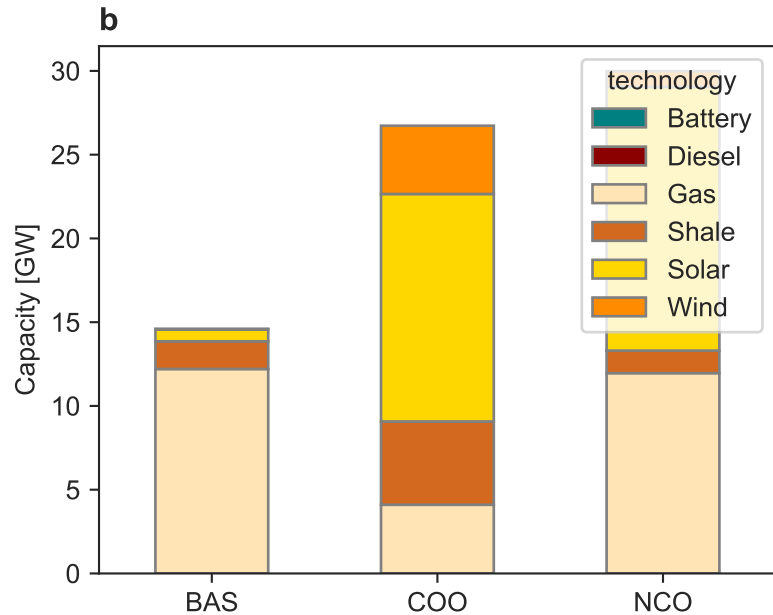 b
Capacity [GW]
30
25
20
15
10
5
0
BAS
COO
NCO
technology
Battery
Diesel
Gas
Shale
Solar
Wind